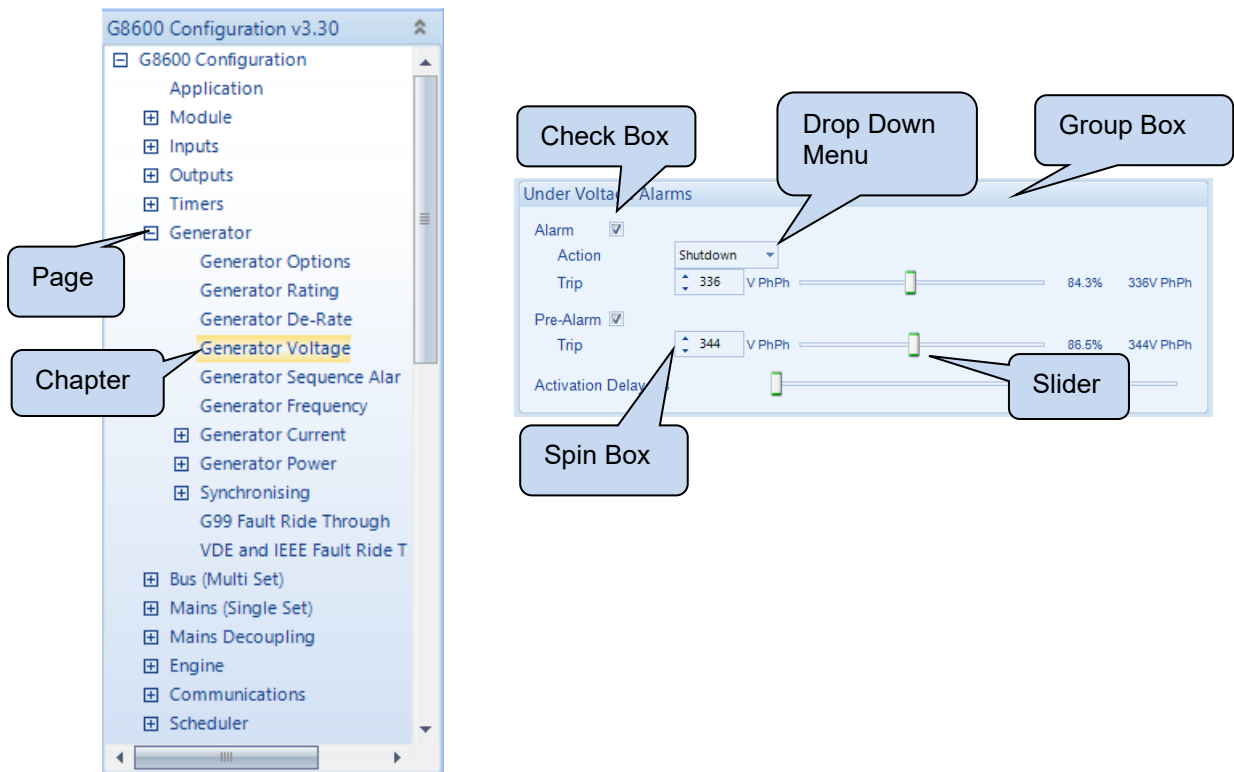 G8600 Configuration v3.30
G8600 Configuration
Application
Module
Inputs
Outputs
Timers
Generator
Generator Options
Generator Rating
Generator De-Rate
Generator Voltage
Generator Sequence Alar
Generator Frequency
Generator Current
Generator Power
Synchronising
G99 Fault Ride Through
VDE and IEEE Fault Ride T
Bus (Multi Set)
Mains (Single Set)
Mains Decoupling
Engine
Communications
Scheduler
Page
Chapter
Check Box
Drop Down
Menu
Group Box
Under Alarms
Alarm
Action Shutdown
Trip 336 V PhPh 84.3% 336V PhPh
Pre-Alarm
Trip 344 V PhPh 86.5% 344V PhPh
Activation
Slider
Spin Box